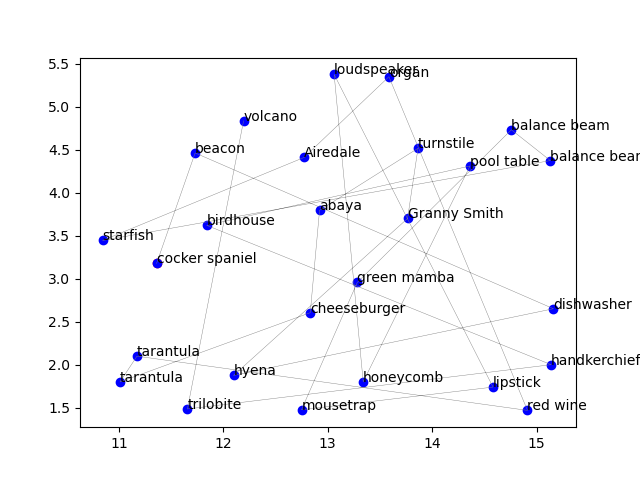 5.5
5.0
4.5
4.0
3.5
3.0
2.5
2.0
1.5
11
12
13
14
15
loudspeaker
organ
volcano
balance beam
turnstile
beacon
Airedale
pool table
balance bear
abaya
Granny Smith
birdhouse
starfish
cocker spaniel
green mamba
cheeseburger
dishwasher
tarantula
handkerchief
tarantula
hyena
honeycomb
lipstick
trilobite
mousetrap
red wine